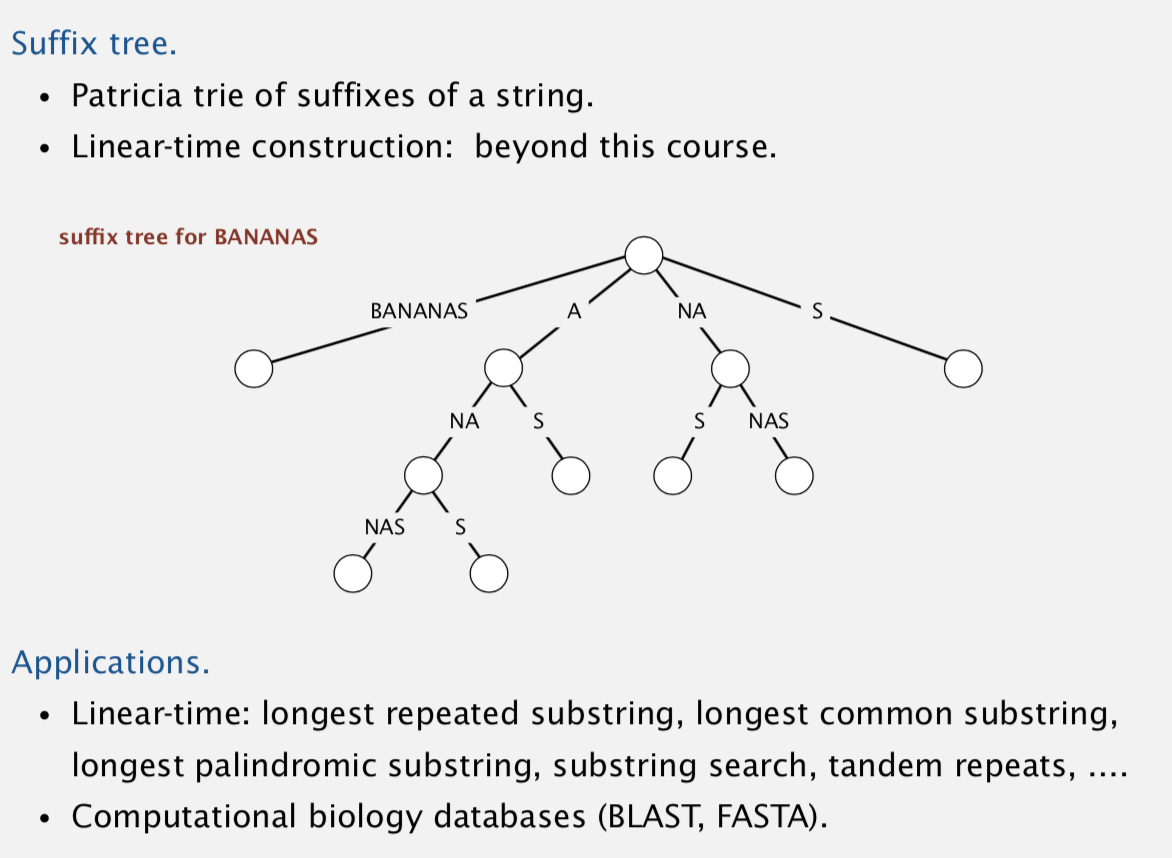 Suffix tree.
• Patricia trie of suffixes of a string.
• Linear-time construction: beyond this course.
suffix tree for BANANAS
BANANAS A NA S
NA S S NAS
NAS S
Applications.
• Linear-time: longest repeated substring, longest common substring,
longest palindromic substring, substring search, tandem repeats, ....
• Computational biology databases (BLAST, FASTA).